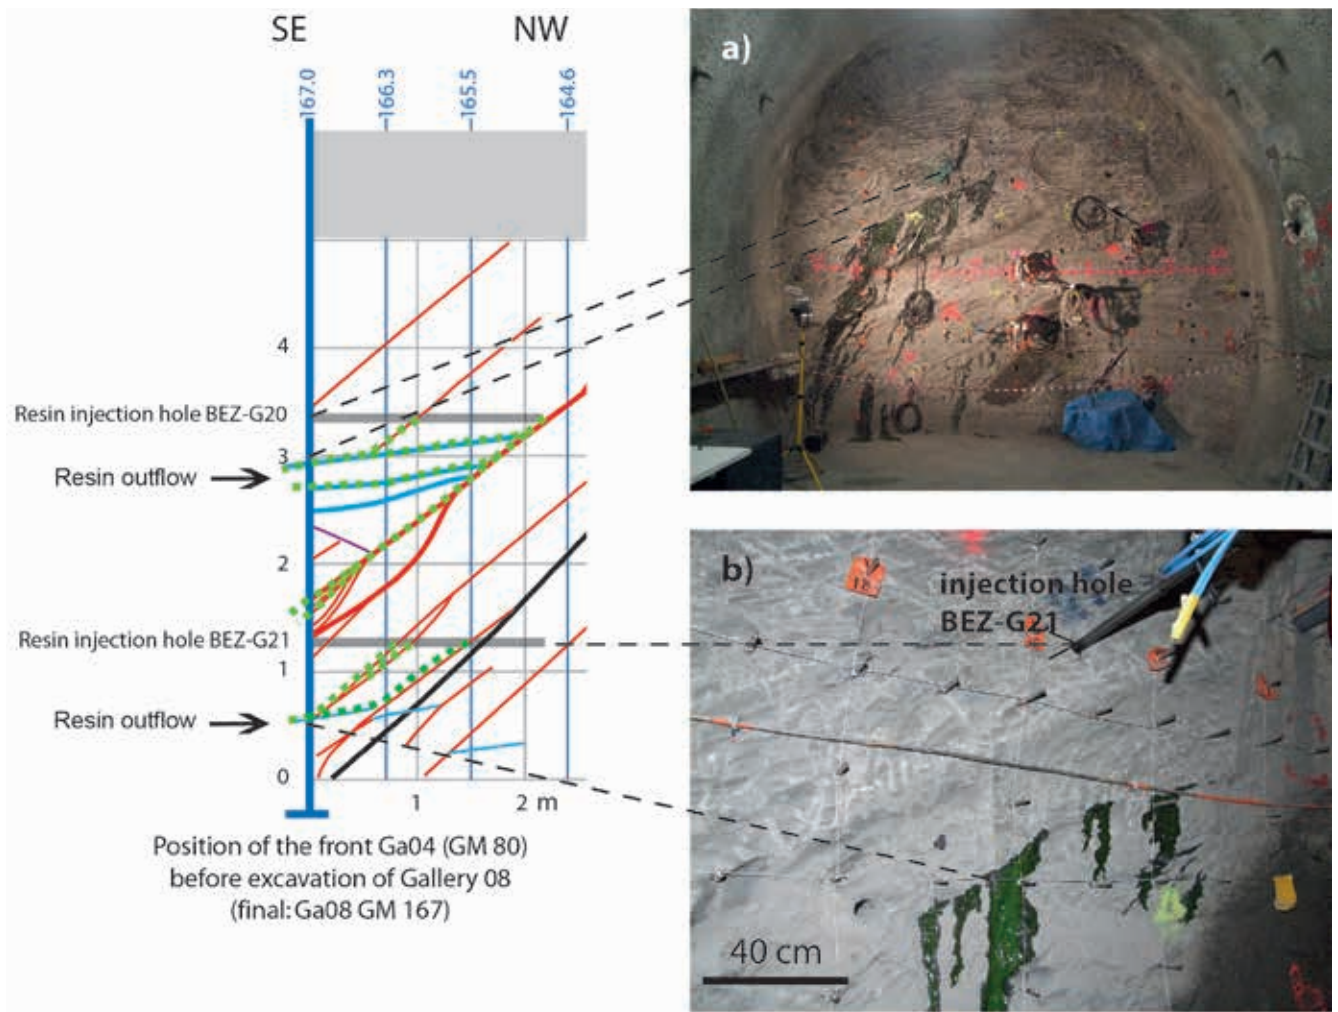 SE
NW
167.0
166.3
165.5
164.6
4
Resin injection hole BEZ-G20
3
Resin outflow
2
Resin injection hole BEZ-G21
1
Resin outflow
0
1
2 m
Position of the front Ga04 (GM 80)
before excavation of Gallery 08
(final: Ga08 GM 167)
a)
b)
18
injection hole
BEZ-G21
40 cm